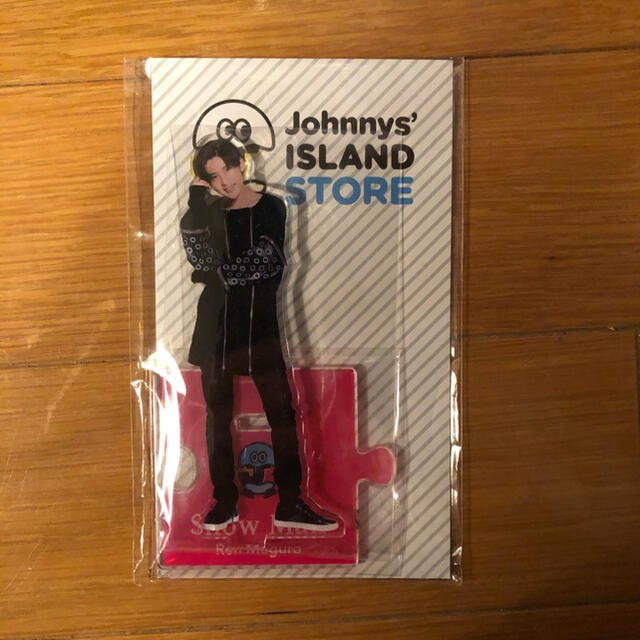 Johnnys'
ISLAND
STORE
Snow Man
Ren Meguro